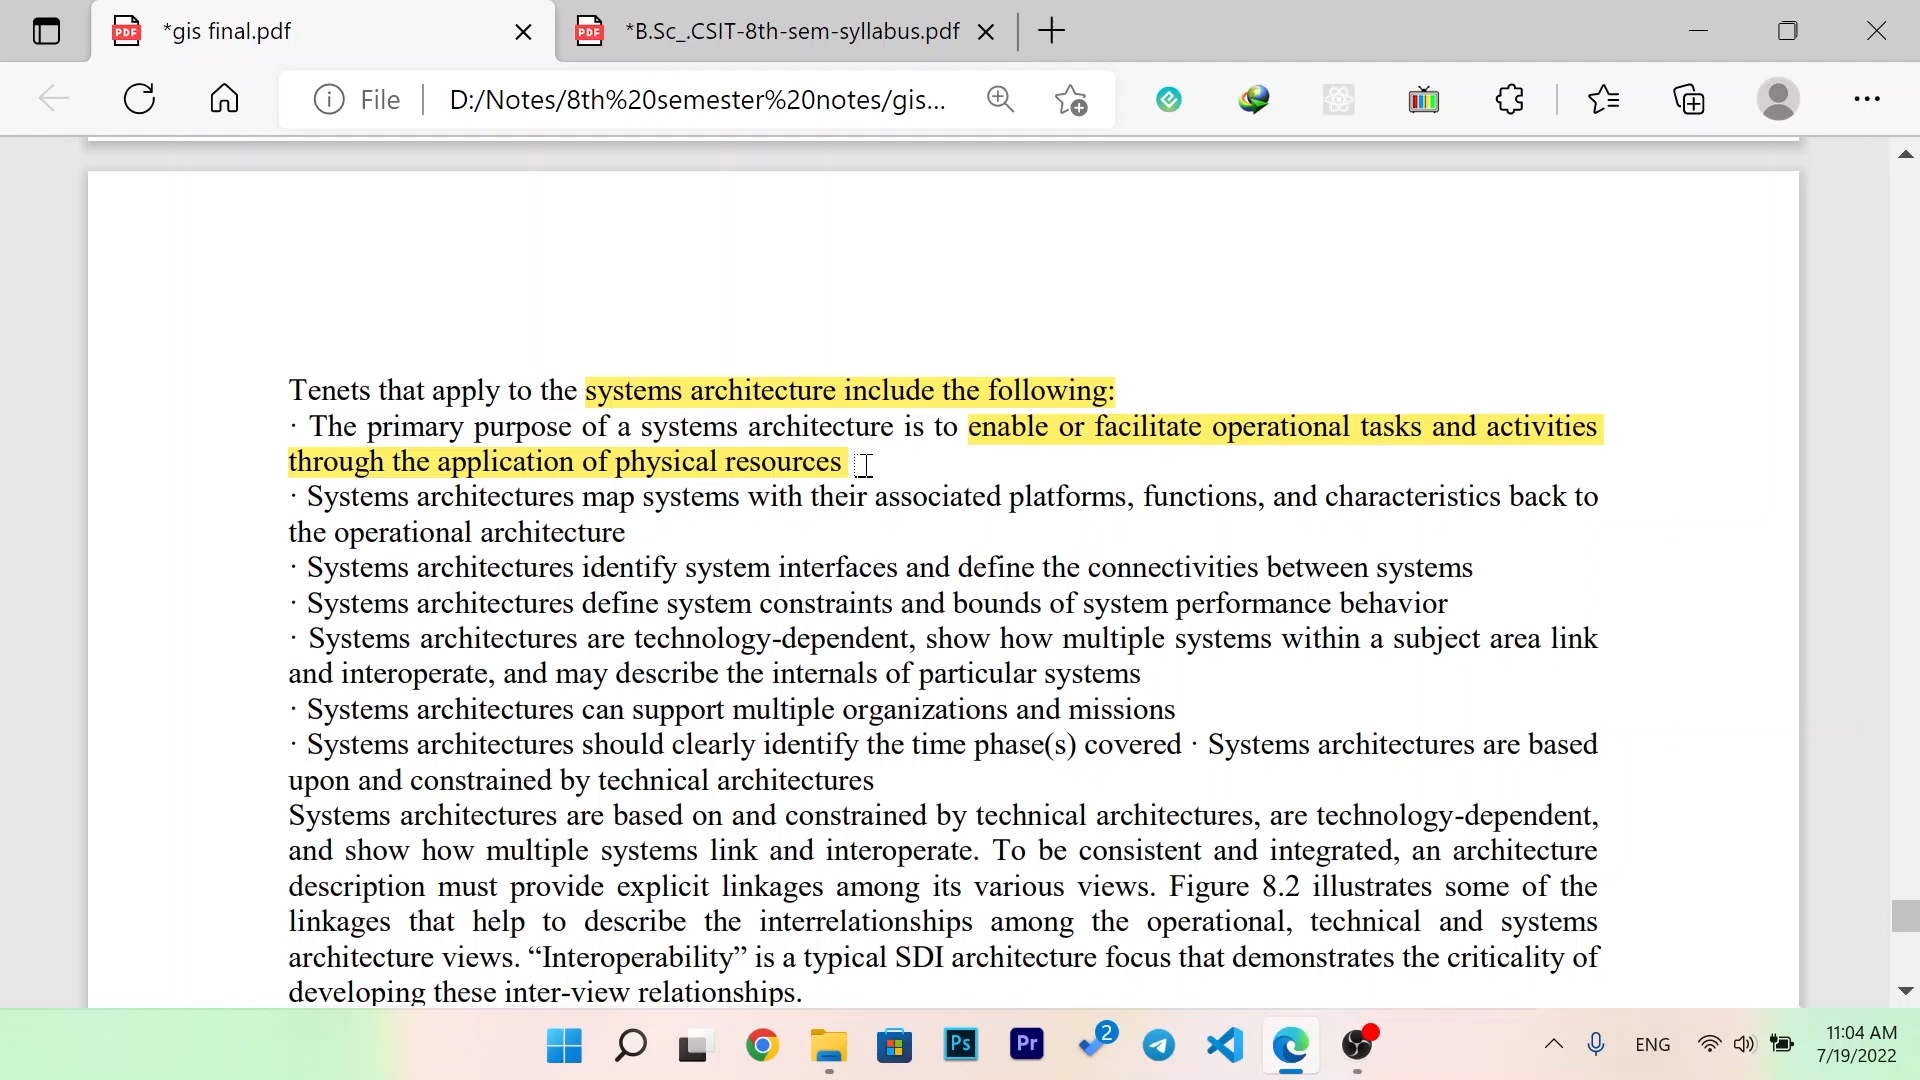 *gis final.pdf
*B.Sc_.CSIT-8th-sem-syllabus.pdf
File
D:/Notes/8th%20semester%20notes/gis...
Tenets that apply to the systems architecture include the following:
· The primary purpose of a systems architecture is to enable or facilitate operational tasks and activities
through the application of physical resources
· Systems architectures map systems with their associated platforms, functions, and characteristics back to
the operational architecture
· Systems architectures identify system interfaces and define the connectivities between systems
· Systems architectures define system constraints and bounds of system performance behavior
· Systems architectures are technology-dependent, show how multiple systems within a subject area link
and interoperate, and may describe the internals of particular systems
· Systems architectures can support multiple organizations and missions
· Systems architectures should clearly identify the time phase(s) covered · Systems architectures are based
upon and constrained by technical architectures
Systems architectures are based on and constrained by technical architectures, are technology-dependent,
and show how multiple systems link and interoperate. To be consistent and integrated, an architecture
description must provide explicit linkages among its various views. Figure 8.2 illustrates some of the
linkages that help to describe the interrelationships among the operational, technical and systems
architecture views. “Interoperability” is a typical SDI architecture focus that demonstrates the criticality of
developing these inter-view relationships.
Ps
Pr
2
ENG
11:04 AM
7/19/2022